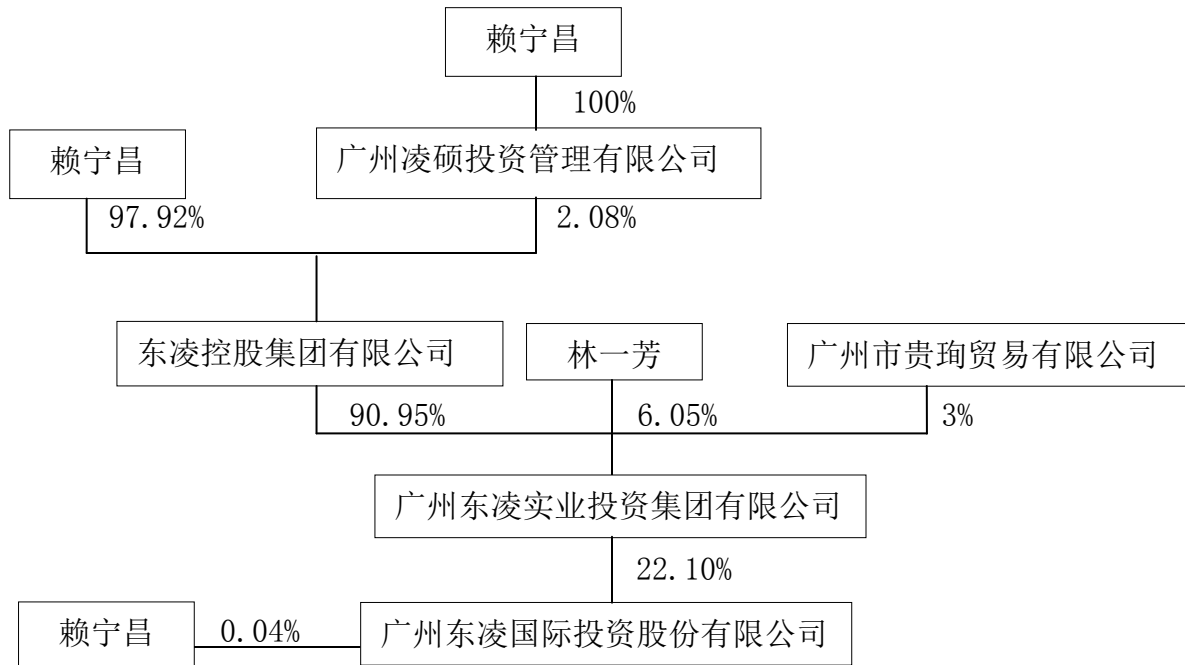 赖宁昌
100%
赖宁昌
广州凌硕投资管理有限公司
97.92%
2.08%
东凌控股集团有限公司
林一芳
广州市贵珣贸易有限公司
90.95%
6.05%
3%
广州东凌实业投资集团有限公司
22.10%
赖宁昌
0.04%
广州东凌国际投资股份有限公司